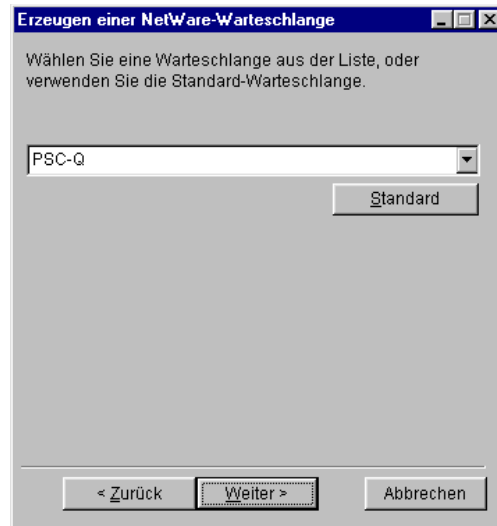 Erzeugen einer NetWare-Warteschlange
Wählen Sie eine Warteschlange aus der Liste, oder
verwenden Sie die Standard-Warteschlange.
PSC-Q
Standard
< Zurück Weiter > Abbrechen